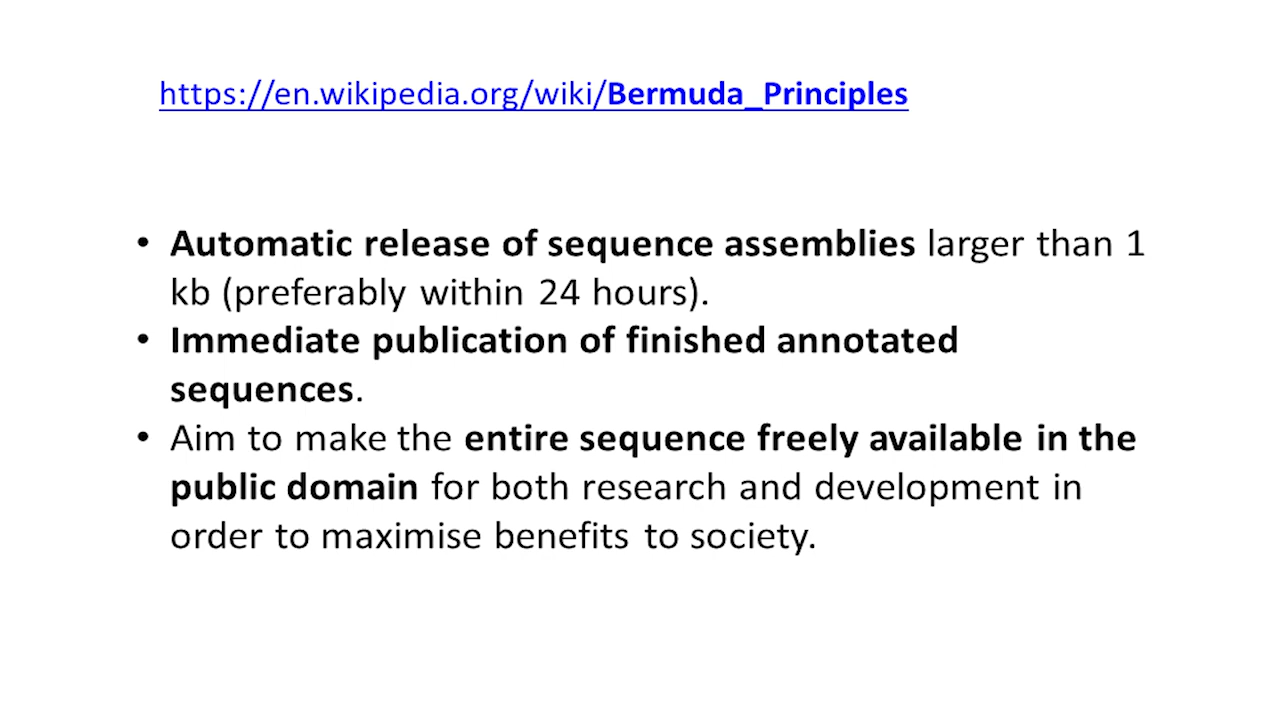 https://en.wikipedia.org/wiki/Bermuda_Principles
• Automatic release of sequence assemblies larger than 1
kb (preferably within 24 hours).
• Immediate publication of finished annotated
sequences.
• Aim to make the entire sequence freely available in the
public domain for both research and development in
order to maximise benefits to society.